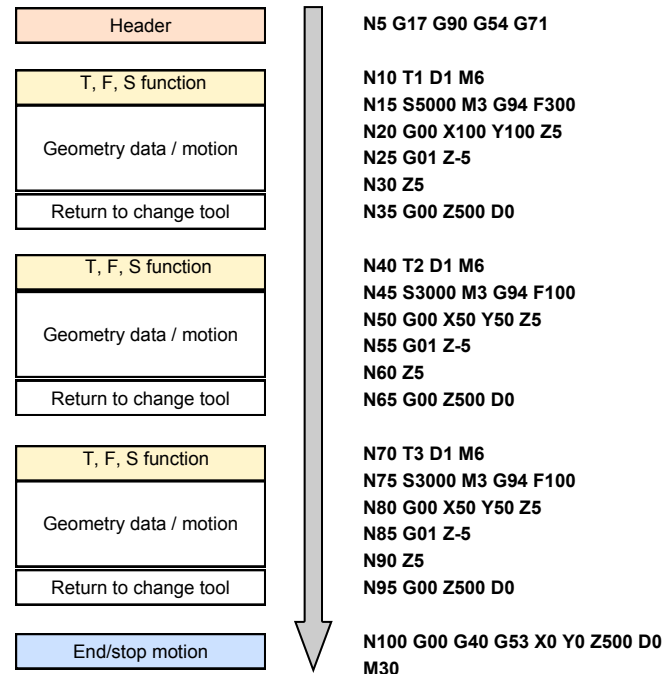 Header
N5 G17 G90 G54 G71
T, F, S function
N10 T1 D1 M6
N15 S5000 M3 G94 F300
Geometry data / motion
N20 G00 X100 Y100 Z5
N25 G01 Z-5
N30 Z5
Return to change tool
N35 G00 Z500 D0
T, F, S function
N40 T2 D1 M6
N45 S3000 M3 G94 F100
Geometry data / motion
N50 G00 X50 Y50 Z5
N55 G01 Z-5
N60 Z5
Return to change tool
N65 G00 Z500 D0
T, F, S function
N70 T3 D1 M6
N75 S3000 M3 G94 F100
Geometry data / motion
N80 G00 X50 Y50 Z5
N85 G01 Z-5
N90 Z5
Return to change tool
N95 G00 Z500 D0
End/stop motion
N100 G00 G40 G53 X0 Y0 Z500 D0
M30